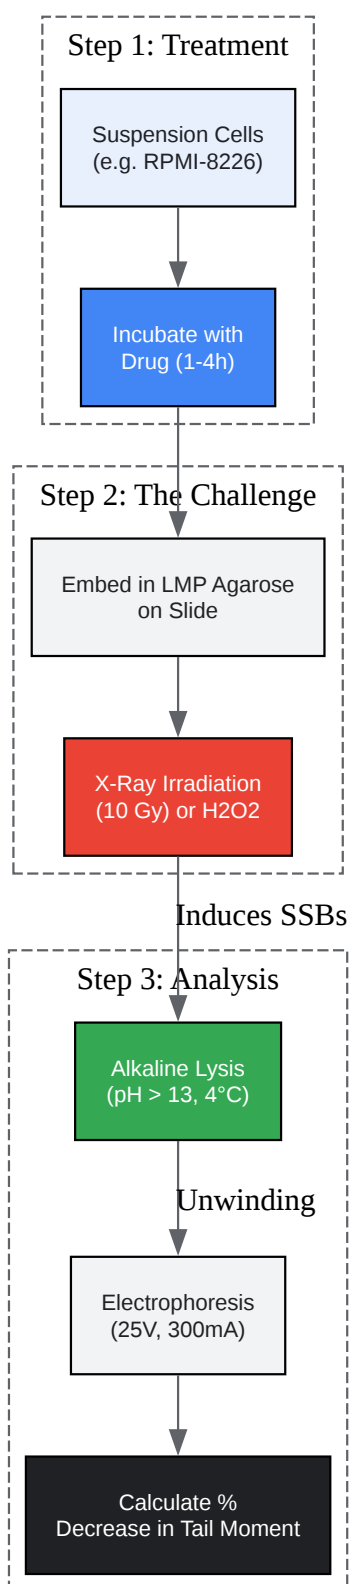 Step 1: Treatment
Suspension Cells
(e.g. RPMI-8226)
Incubate with
Drug (1-4h)
Step 2: The Challenge
Embed in LMP Agarose
on Slide
X-Ray Irradiation
(10 Gy) or H2O2
Induces SSBs
Step 3: Analysis
Alkaline Lysis
(pH > 13, 4°C)
Unwinding
Electrophoresis
(25V, 300mA)
Calculate %
Decrease in Tail Moment